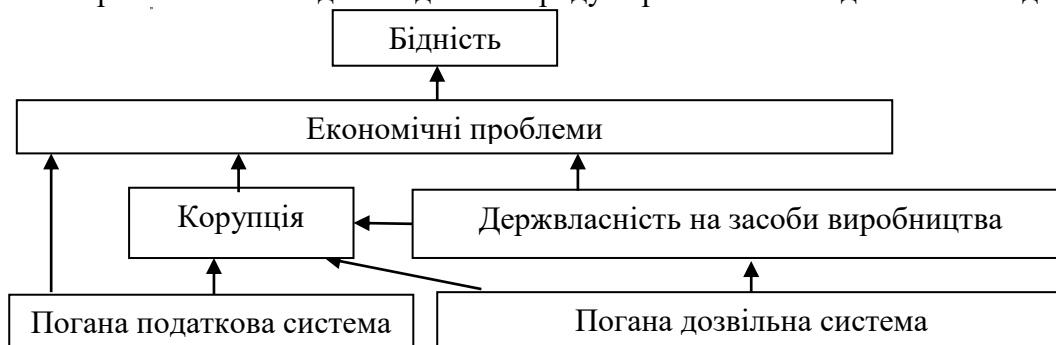 Бідність
Економічні проблеми
Корупція
Держвласність на засоби виробництва
Погана податкова система
Погана дозвільна система